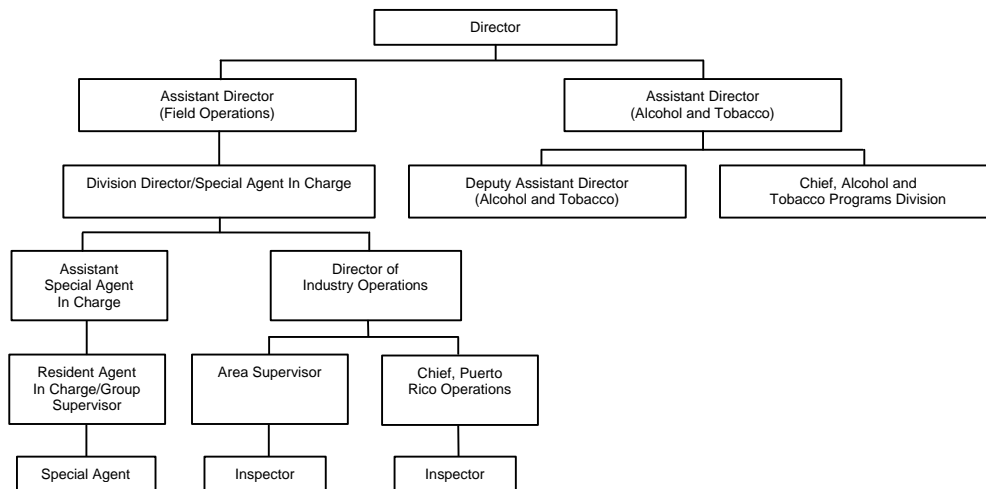 Director
Assistant Director
(Field Operations)
Assistant Director
(Alcohol and Tobacco)
Division Director/Special Agent In Charge
Deputy Assistant Director
(Alcohol and Tobacco)
Chief, Alcohol and
Tobacco Programs Division
Assistant
Special Agent
In Charge
Director of
Industry Operations
Resident Agent
In Charge/Group
Supervisor
Area Supervisor
Chief, Puerto
Rico Operations
Special Agent
Inspector
Inspector